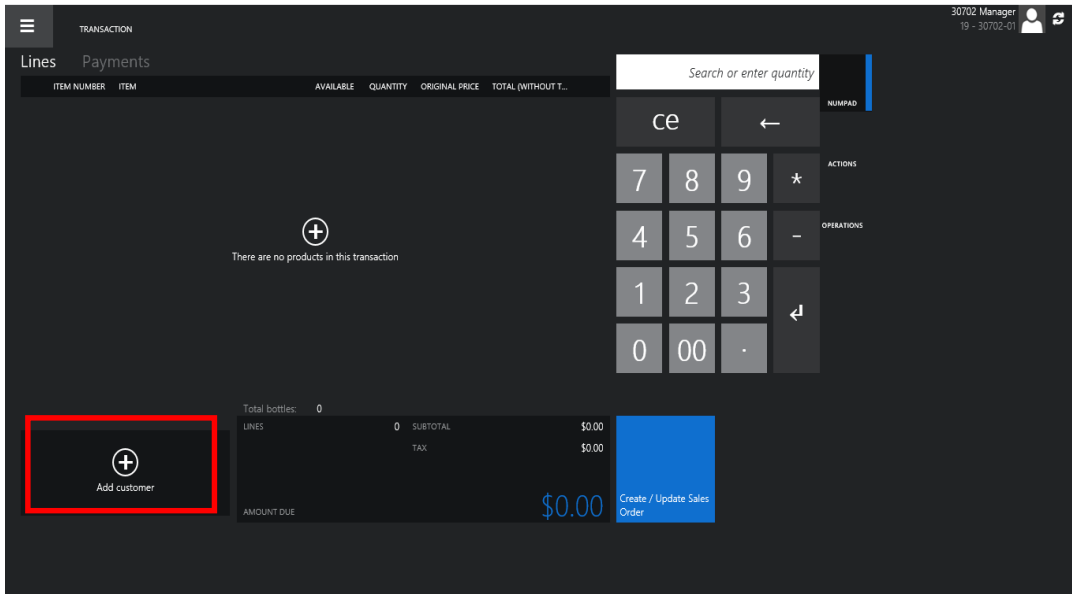 TRANSACTION
30702 Manager
19 - 30702-01
Lines Payments
ITEM NUMBER ITEM AVAILABLE QUANTITY ORIGINAL PRICE TOTAL (WITHOUT T...
There are no products in this transaction
Search or enter quantity
ce ←
7 8 9 *
4 5 6 -
1 2 3
0 00 .
NUMPAD
ACTIONS
OPERATIONS
Add customer
Total bottles: 0
LINES 0 SUBTOTAL $0.00
TAX $0.00
AMOUNT DUE $0.00
Create / Update Sales
Order